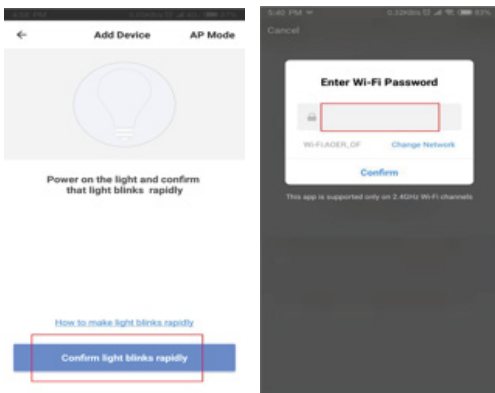 Add Device
AP Mode
Power on the light and confirm
that light blinks rapidly
How to make light blinks rapidly
Confirm light blinks rapidly
5:40 PM
Cancel
Enter Wi-Fi Password
Change Network
Confirm
This app is supported only on 2.4GHz Wi-Fi channels